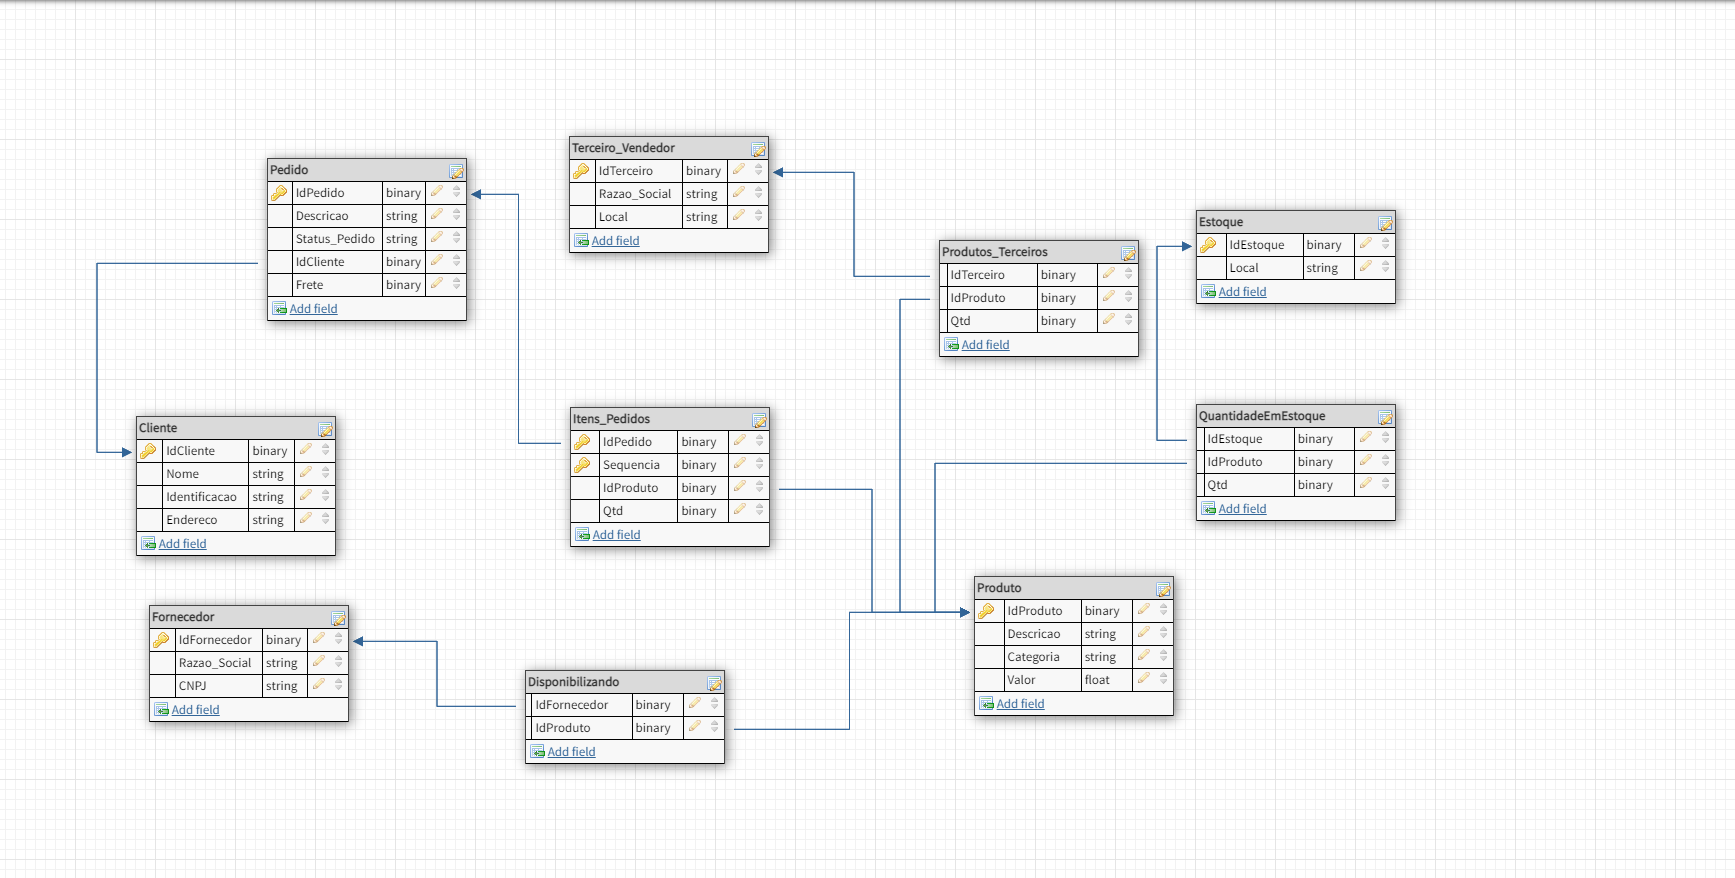 Pedido
IdPedido binary
Descricao string
Status_Pedido string
IdCliente binary
Frete binary
Add field
Terceiro_Vendedor
IdTerceiro binary
Razao_Social string
Local string
Add field
Produtos_Terceiros
IdTerceiro binary
IdProduto binary
Qtd binary
Add field
Estoque
IdEstoque binary
Local string
Add field
Cliente
IdCliente binary
Nome string
Identificacao string
Endereco string
Add field
Itens_Pedidos
IdPedido binary
Sequencia binary
IdProduto binary
Qtd binary
Add field
QuantidadeEmEstoque
IdEstoque binary
IdProduto binary
Qtd binary
Add field
Fornecedor
IdFornecedor binary
Razao_Social string
CNPJ string
Add field
Disponibilizando
IdFornecedor binary
IdProduto binary
Add field
Produto
IdProduto binary
Descricao string
Categoria string
Valor float
Add field